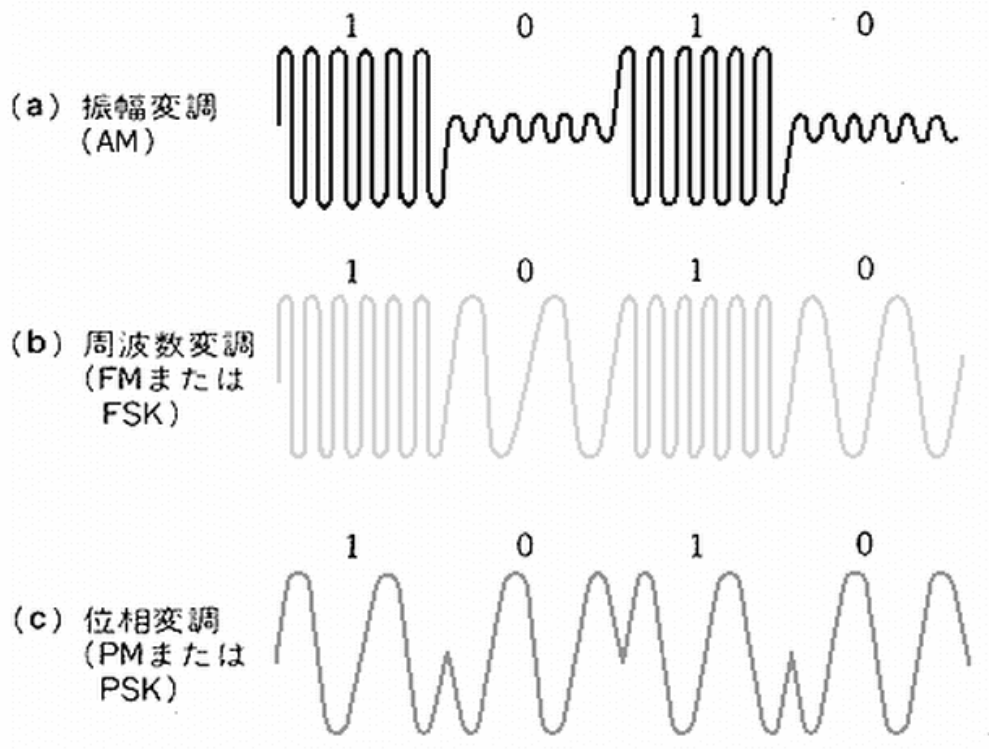 1 0 1 0
(a) 振幅変調
(AM)
1 0 1 0
(b) 周波数変調
(FMまたは
FSK)
1 0 1 0
(c) 位相変調
(PMまたは
PSK)